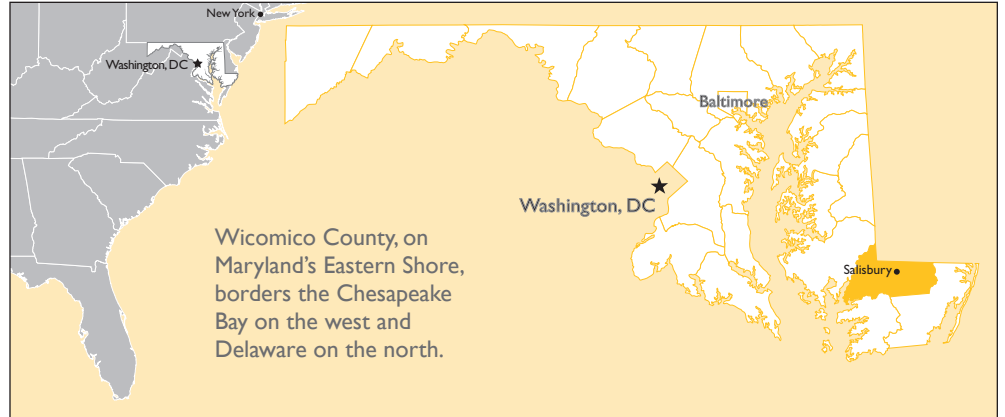 New York
Washington, DC
Baltimore
Washington, DC
Wicomico County, on
Maryland’s Eastern Shore,
borders the Chesapeake
Bay on the west and
Delaware on the north.
Salisbury